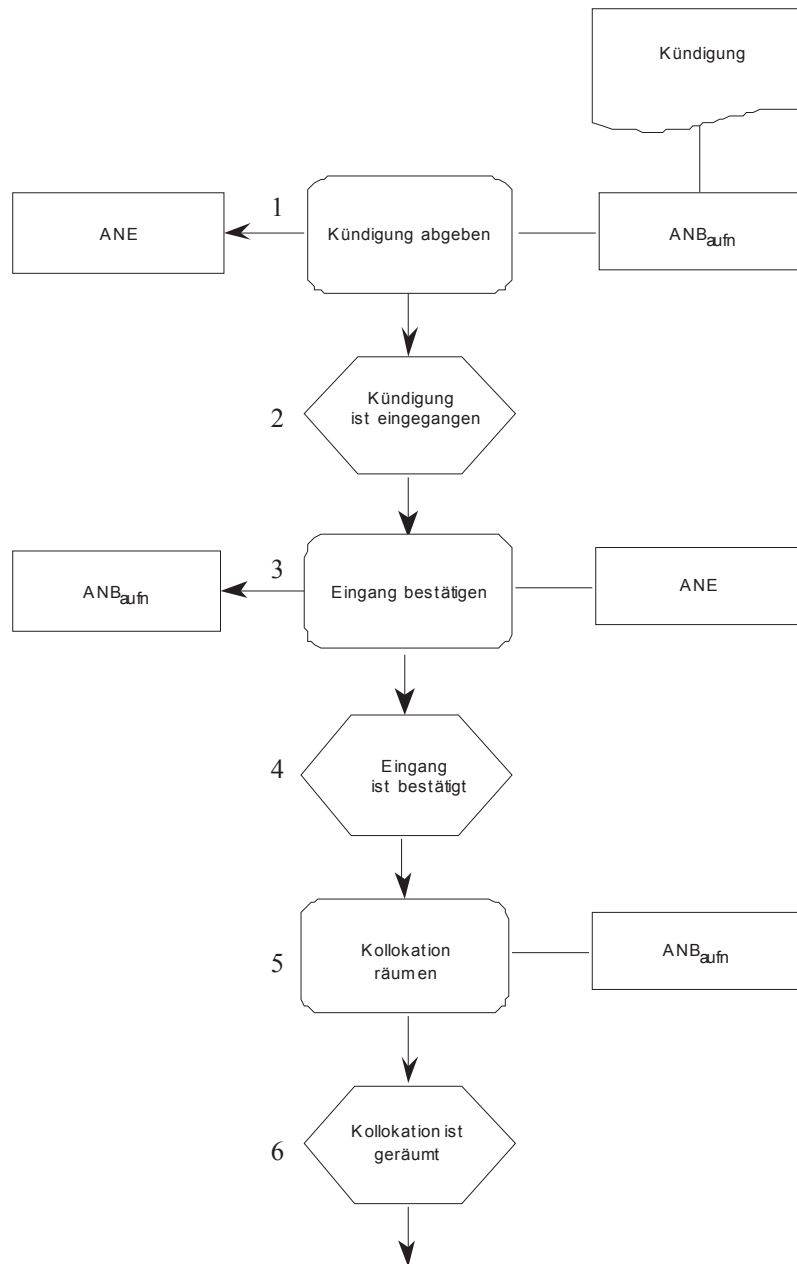 Kündigung
1
ANE
Kündigung abgeben
ANBaufn
2
Kündigung
ist eingegangen
3
ANBaufn
Eingang bestätigen
ANE
4
Eingang
ist bestätigt
5
Kollokation
räumen
ANBaufn
6
Kollokation ist
geräumt